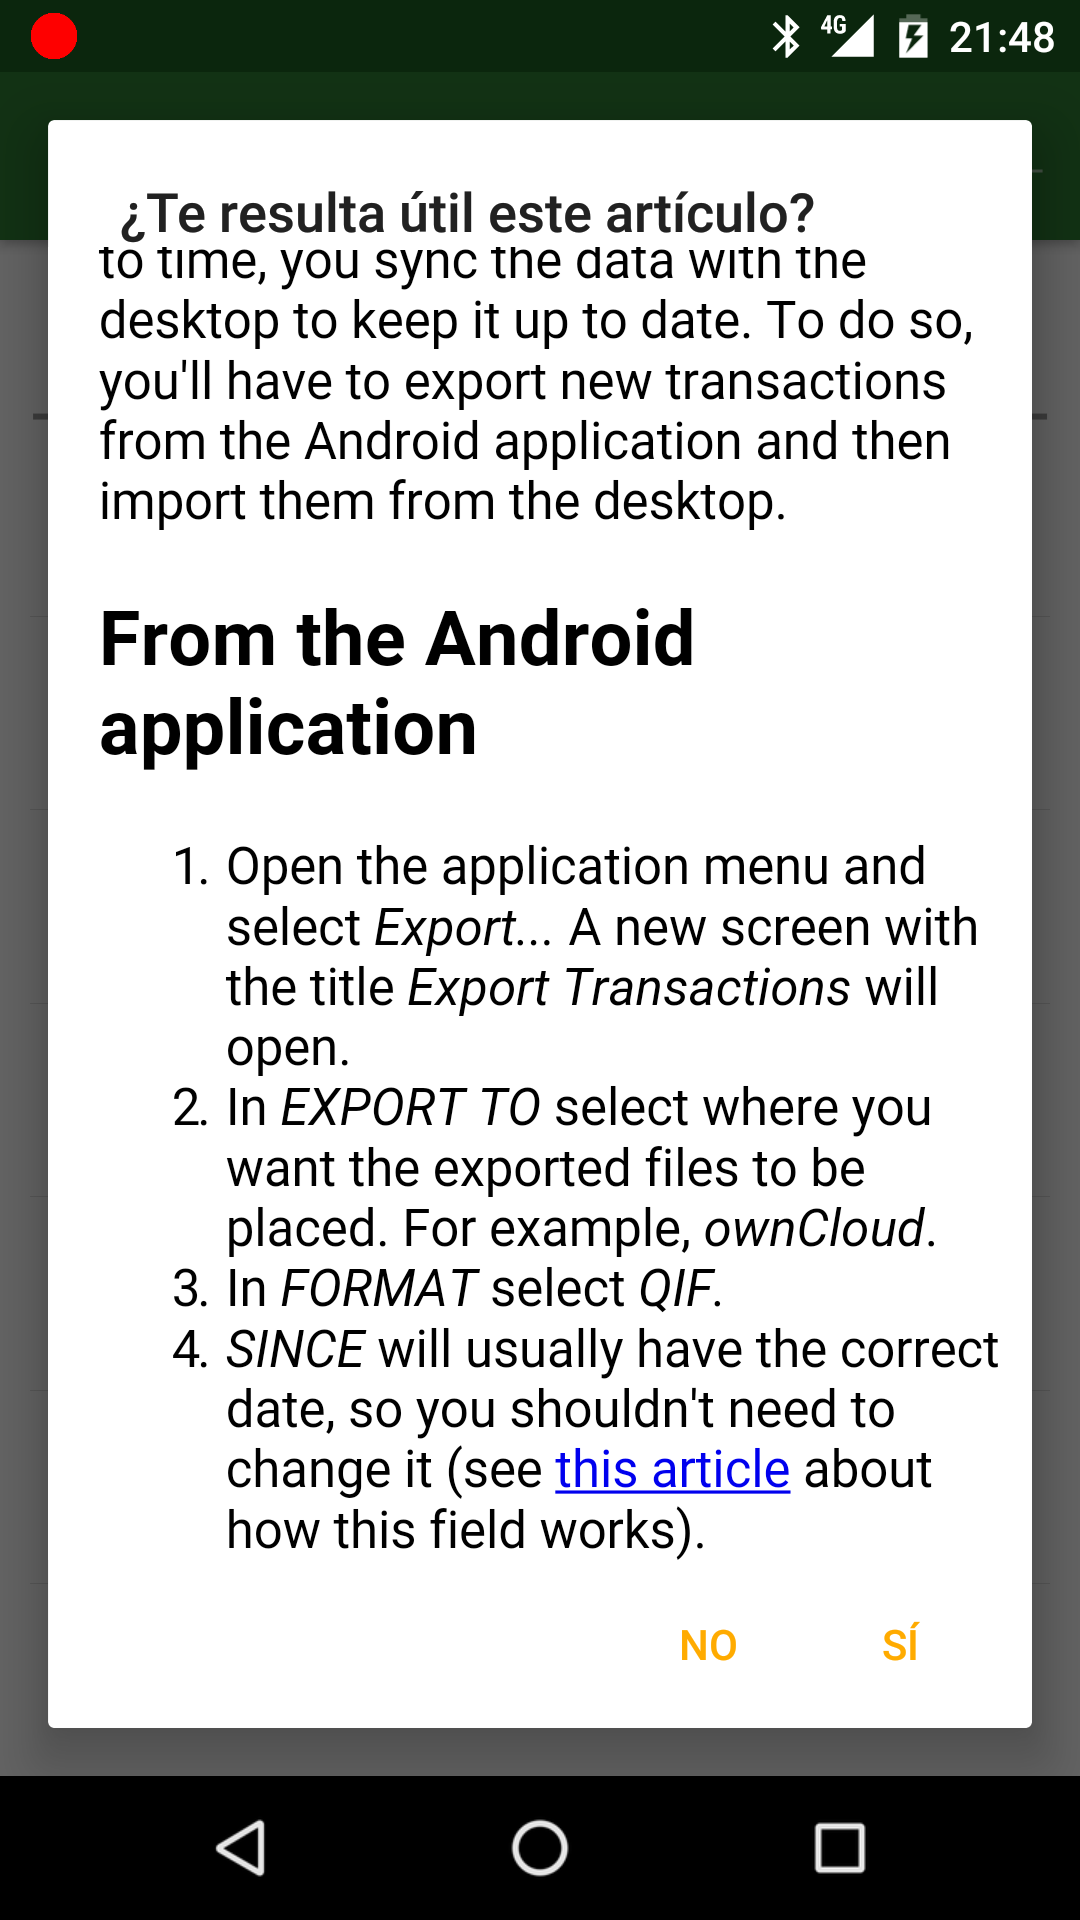 4G 21:48
¿Te resulta útil este artículo?
to time, you sync the data with the
desktop to keep it up to date. To do so,
you'll have to export new transactions
from the Android application and then
import them from the desktop.
From the Android
application
1. Open the application menu and
select Export... A new screen with
the title Export Transactions will
open.
2. In EXPORT TO select where you
want the exported files to be
placed. For example, ownCloud.
3. In FORMAT select QIF.
4. SINCE will usually have the correct
date, so you shouldn't need to
change it (see this article about
how this field works).
NO SÍ